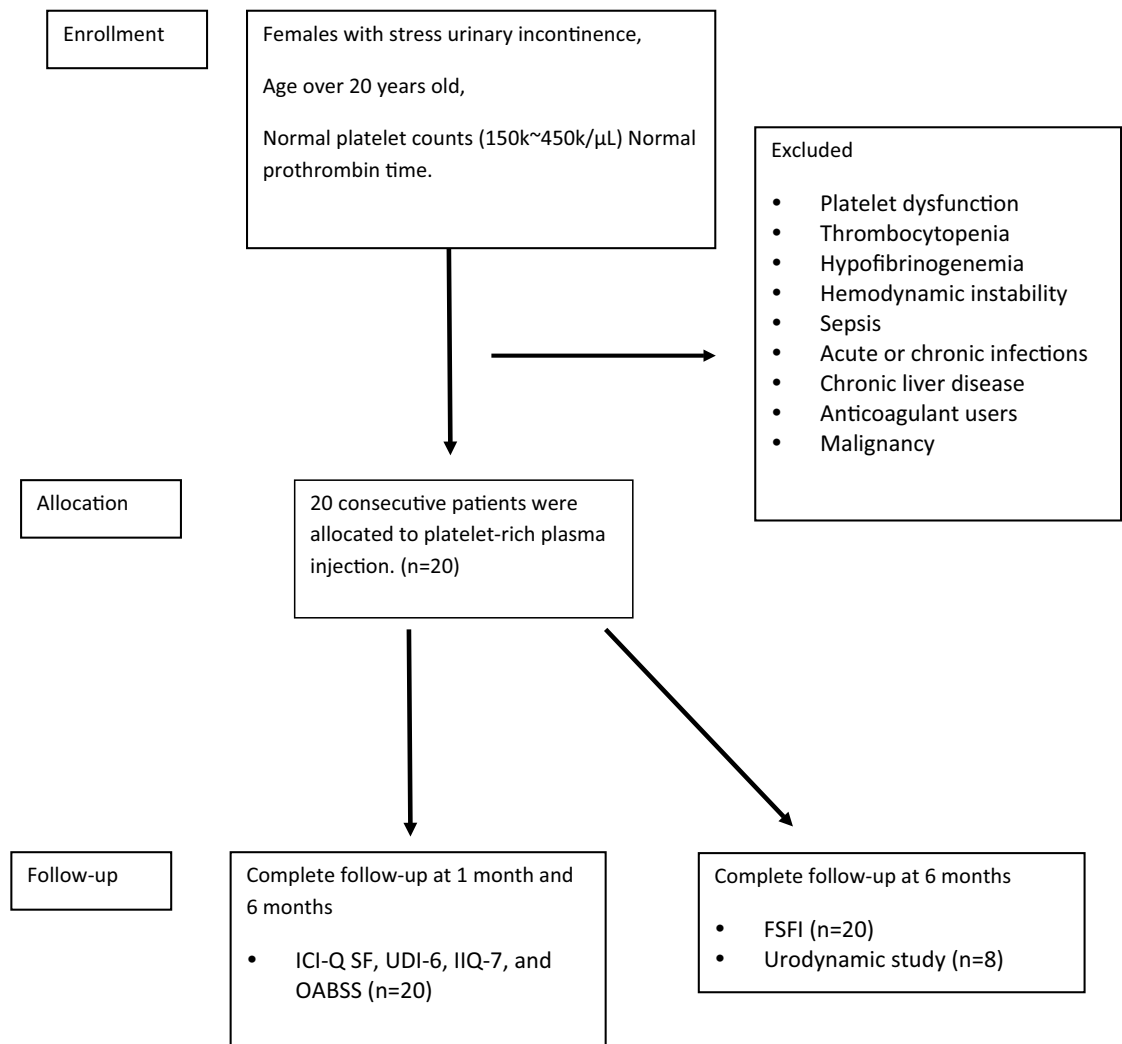 Enrollment
Females with stress urinary incontinence,
Age over 20 years old,
Normal platelet counts (150k~450k/µL) Normal
prothrombin time.
Excluded
• Platelet dysfunction
• Thrombocytopenia
• Hypofibrinogenemia
• Hemodynamic instability
• Sepsis
• Acute or chronic infections
• Chronic liver disease
• Anticoagulant users
• Malignancy
Allocation
20 consecutive patients were
allocated to platelet-rich plasma
injection. (n=20)
Follow-up
Complete follow-up at 1 month and
6 months
• ICI-Q SF, UDI-6, IIQ-7, and
OABSS (n=20)
Complete follow-up at 6 months
• FSFI (n=20)
• Urodynamic study (n=8)